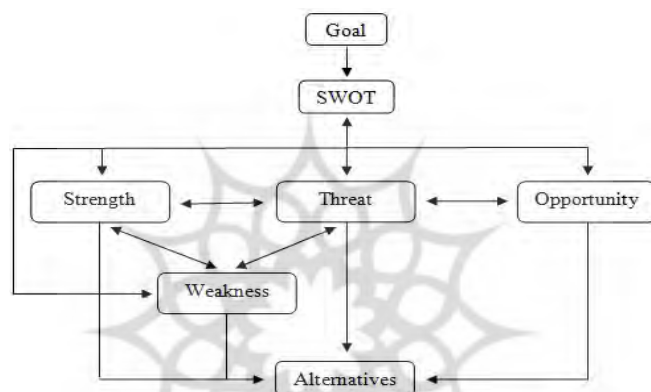 Goal
SWOT
Strength
Threat
Opportunity
Weakness
Alternatives